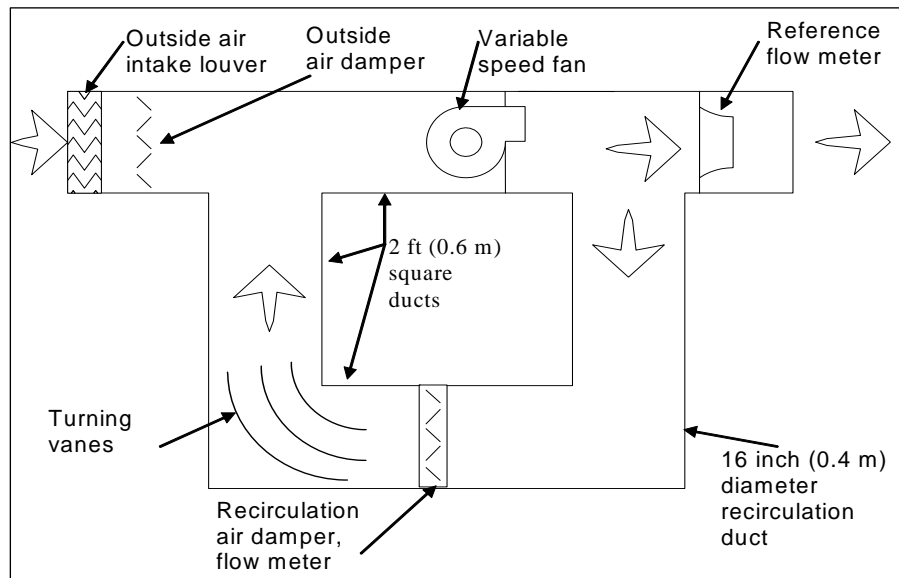 Outside air
intake louver
Outside
air damper
Variable
speed fan
Reference
flow meter
2 ft (0.6 m)
square
ducts
Turning
vanes
Recirculation
air damper,
flow meter
16 inch (0.4 m)
diameter
recirculation
duct